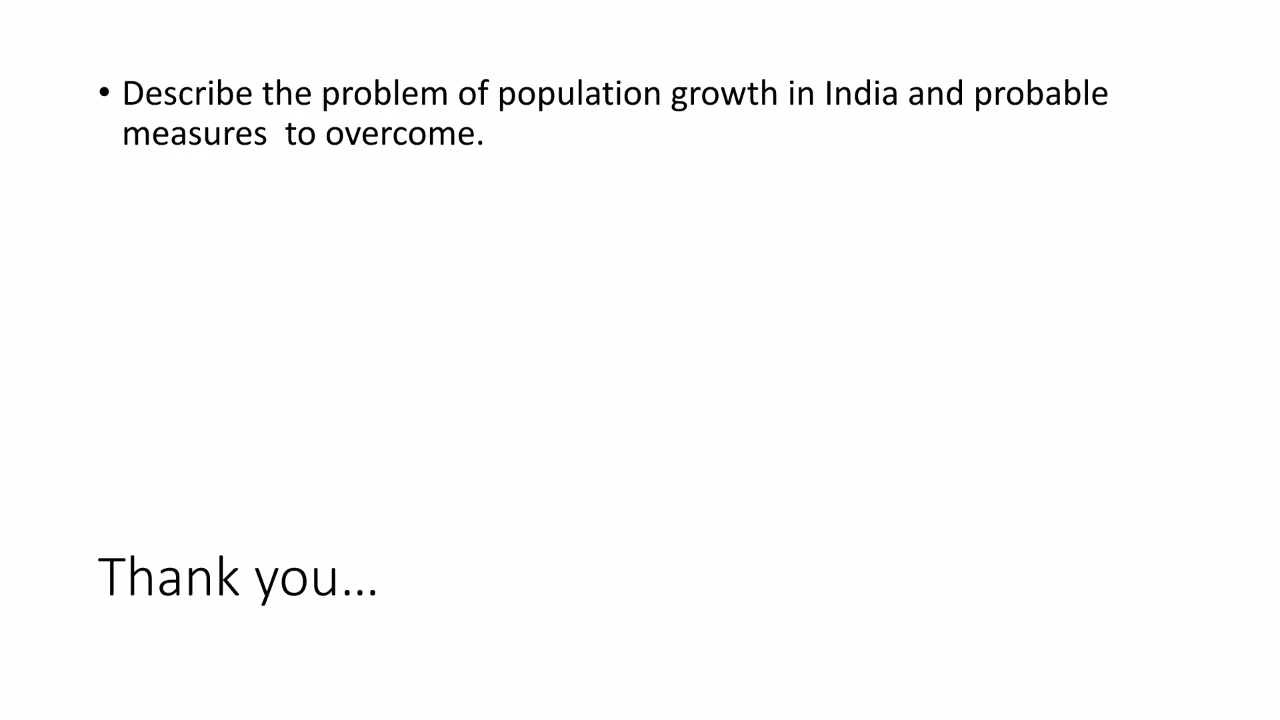 • Describe the problem of population growth in India and probable
measures  to overcome.
Thank you...